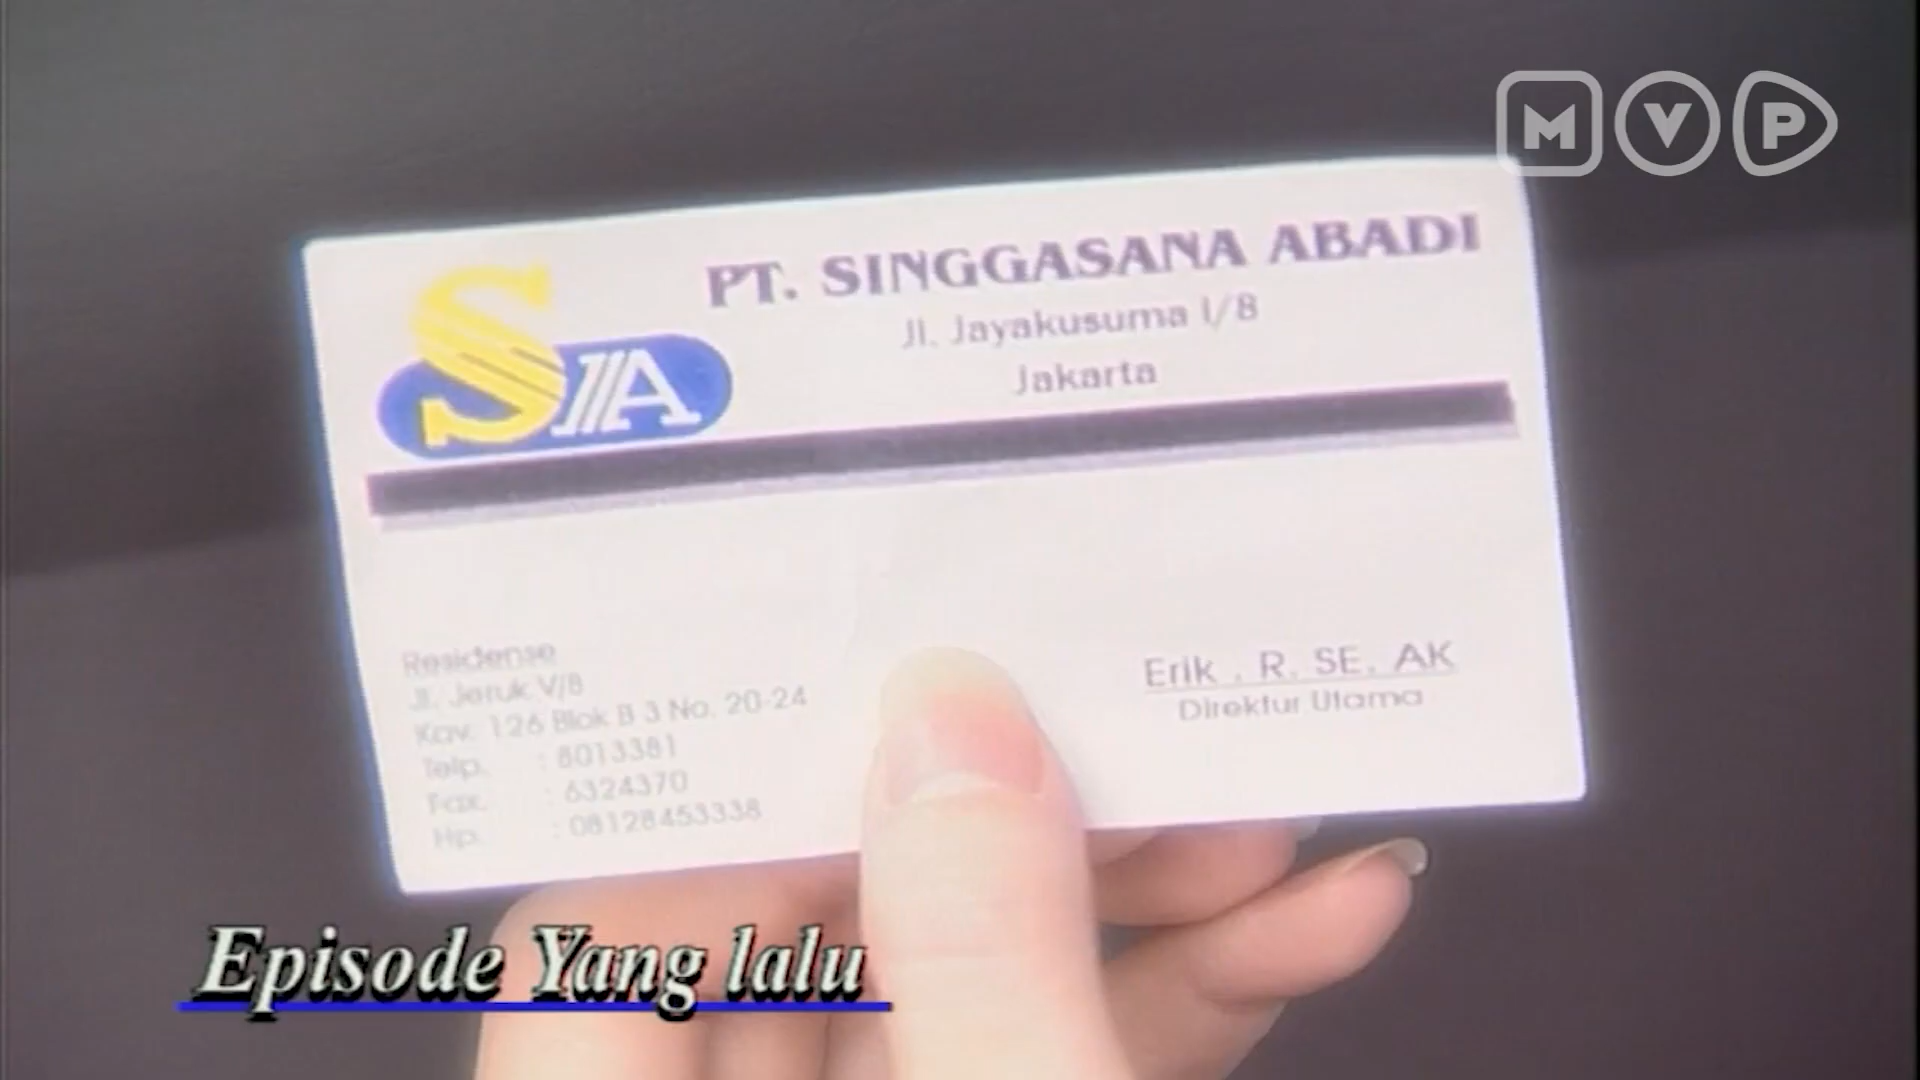 MVP
PT. SINGGASANA ABADI
Jl. Jayakusuma I/8
Jakarta
SA
Residense
Jl. Jeruk V/8
Kav. 126 Blok B 3 No. 20-24
Telp. : 8013381
Fax. : 6324370
Hp. : 08128453338
Erik . R. SE. AK
Direktur Utama
Episode Yang lalu